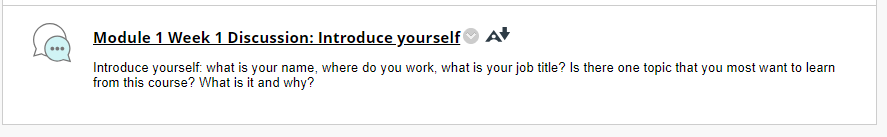 Module 1 Week 1 Discussion: Introduce yourself
Introduce yourself: what is your name, where do you work, what is your job title? Is there one topic that you most want to learn
from this course? What is it and why?